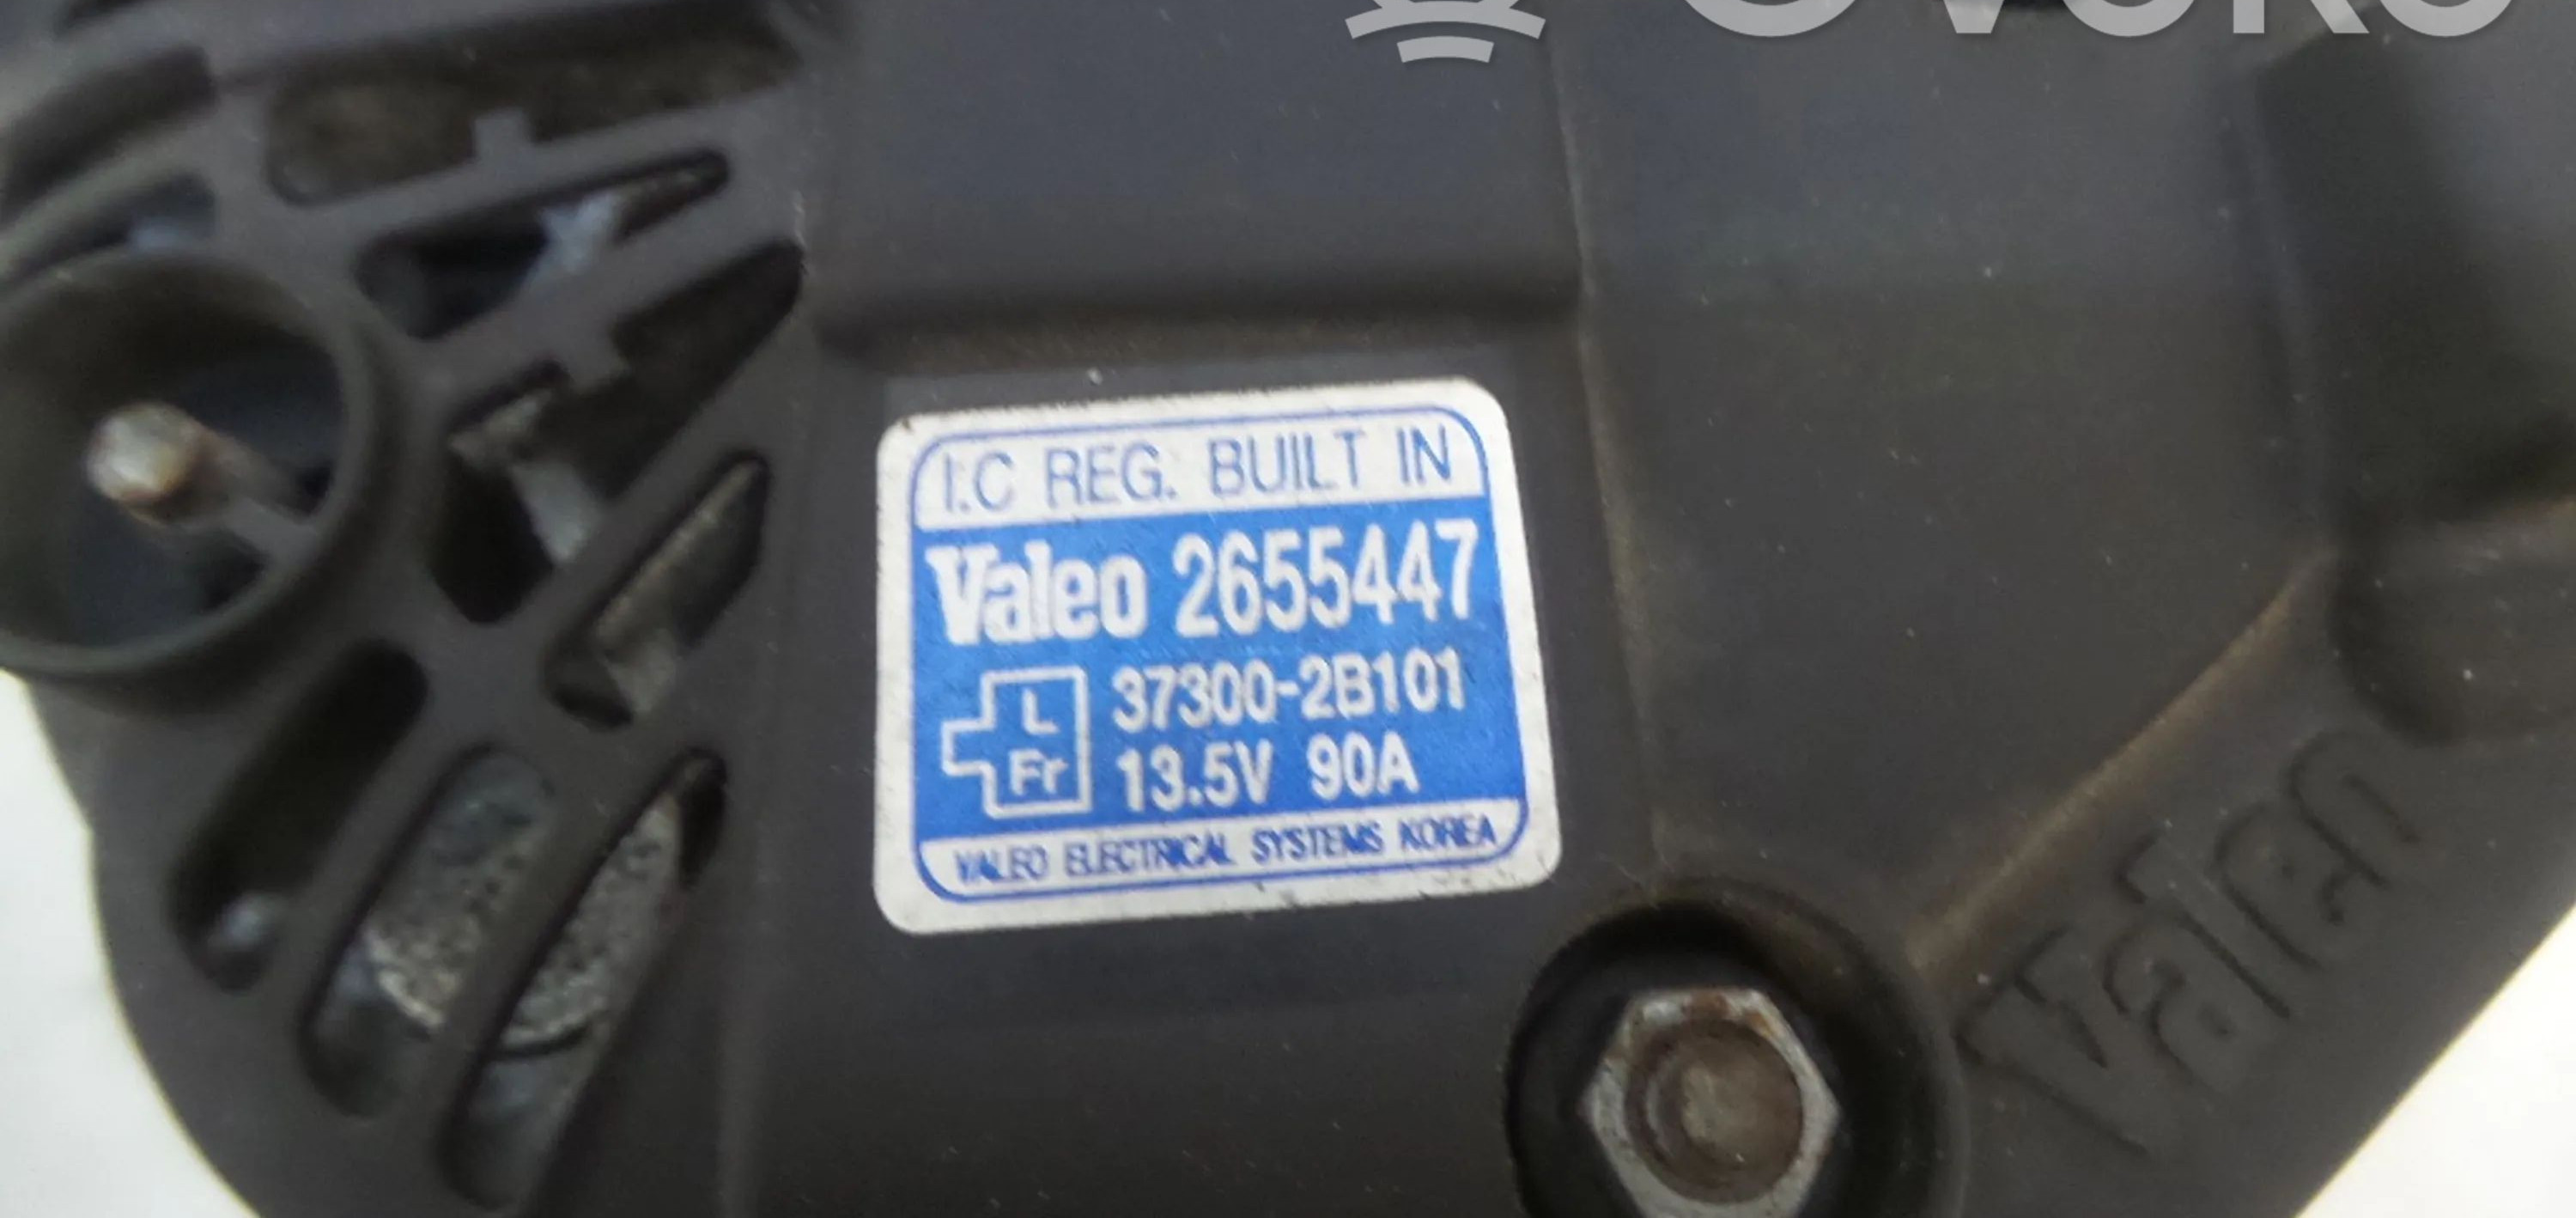 I.C REG. BUILT IN
Valeo 2655447
L 37300-2B101
Fr 13.5V 90A
VALEO ELECTRICAL SYSTEMS KOREA
Valeo